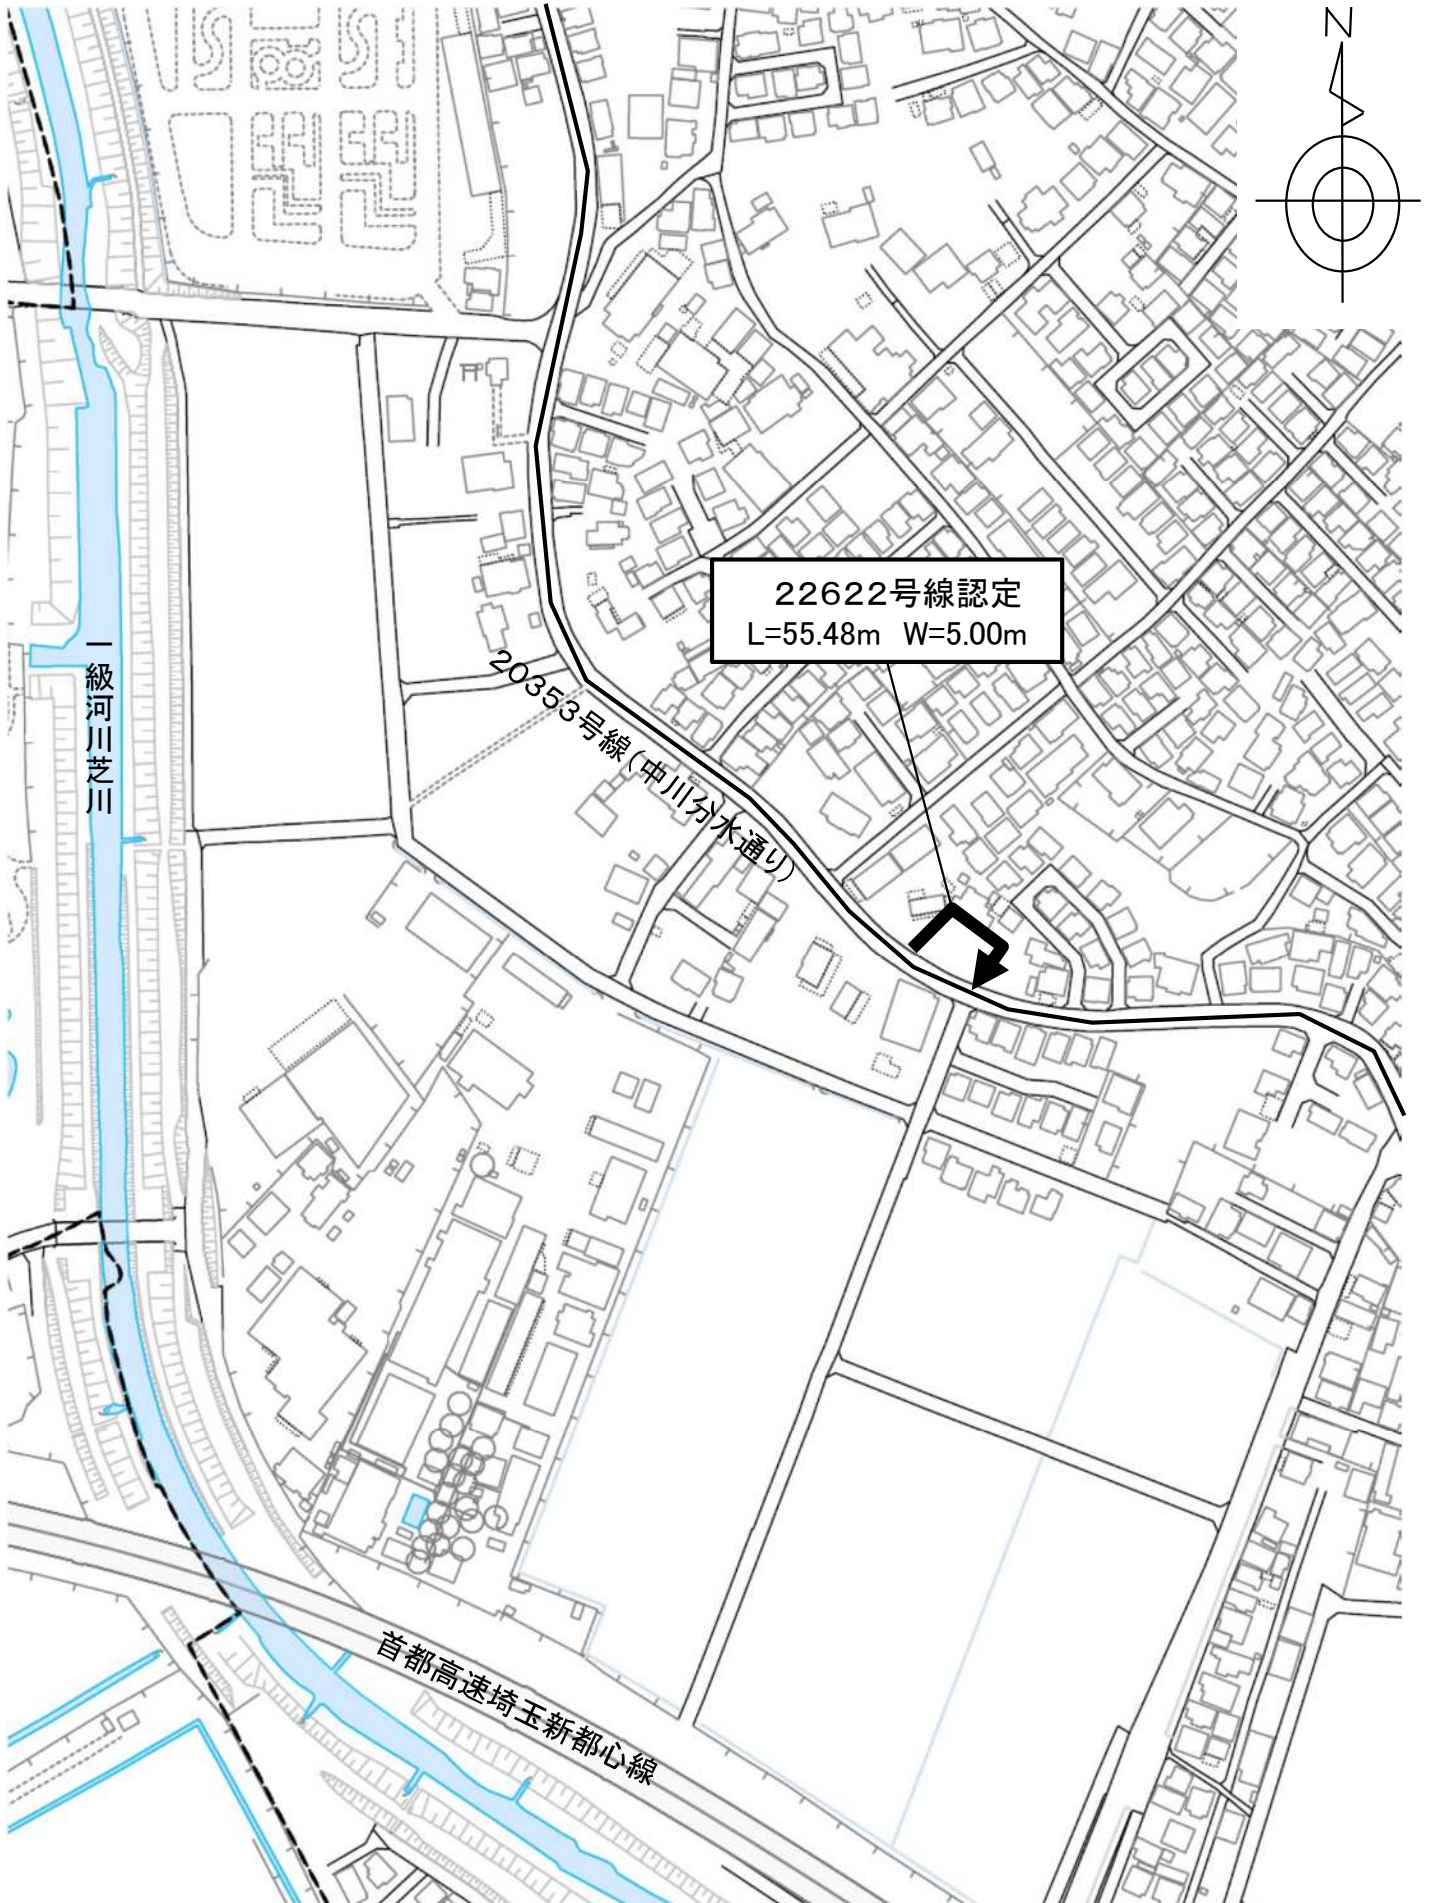 N
22622号線認定
L=55.48m W=5.00m
20353号線(中川分水通り)
一級河川芝川
首都高速埼玉新都心線